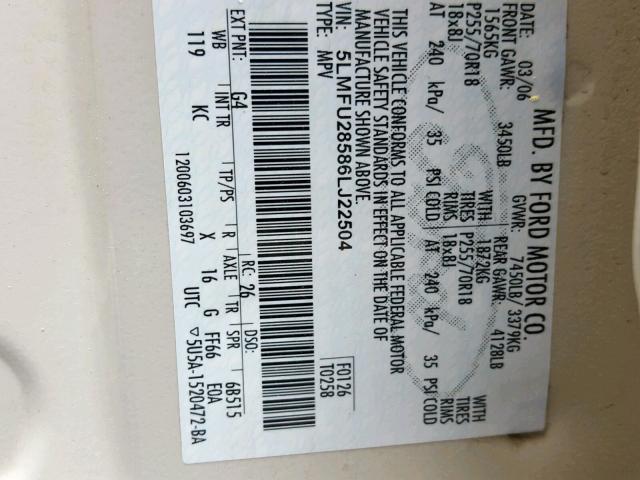 MFD. BY FORD MOTOR CO.
DATE: 03/06 GVWR: 7450LB/ 3379KG
FRONT GAWR: 3450LB REAR GAWR: 4128LB
1565KG WITH 1872KG WITH
P255/70R18 TIRES P255/70R18 TIRES
18x8J RIMS 18x8J RIMS
AT 240 kPa/ 35 PSI COLD AT 240 kPa/ 35 PSI COLD
THIS VEHICLE CONFORMS TO ALL APPLICABLE FEDERAL MOTOR
VEHICLE SAFETY STANDARDS IN EFFECT ON THE DATE OF
MANUFACTURE SHOWN ABOVE.
VIN: 5LMFU28586LJ22504
TYPE: MPV
F0126
T0258
EXT PNT: G4 RC: 26 DSO:
WB INT TR TP/PS R AXLE TR SPR 6B515
119 KC X 16 G FF66 EOA
1200603103697 UTC ▽5U5A-1520472-BA